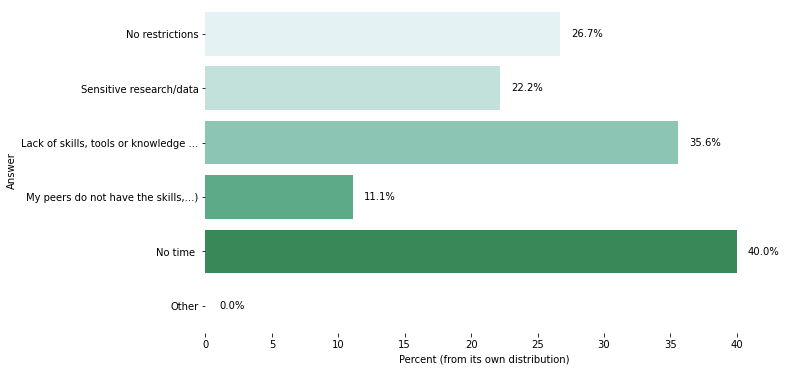 No restrictions
26.7%
Sensitive research/data
22.2%
Lack of skills, tools or knowledge ...
35.6%
Answer
My peers do not have the skills,...)
11.1%
No time
40.0%
Other
0.0%
0 5 10 15 20 25 30 35 40
Percent (from its own distribution)